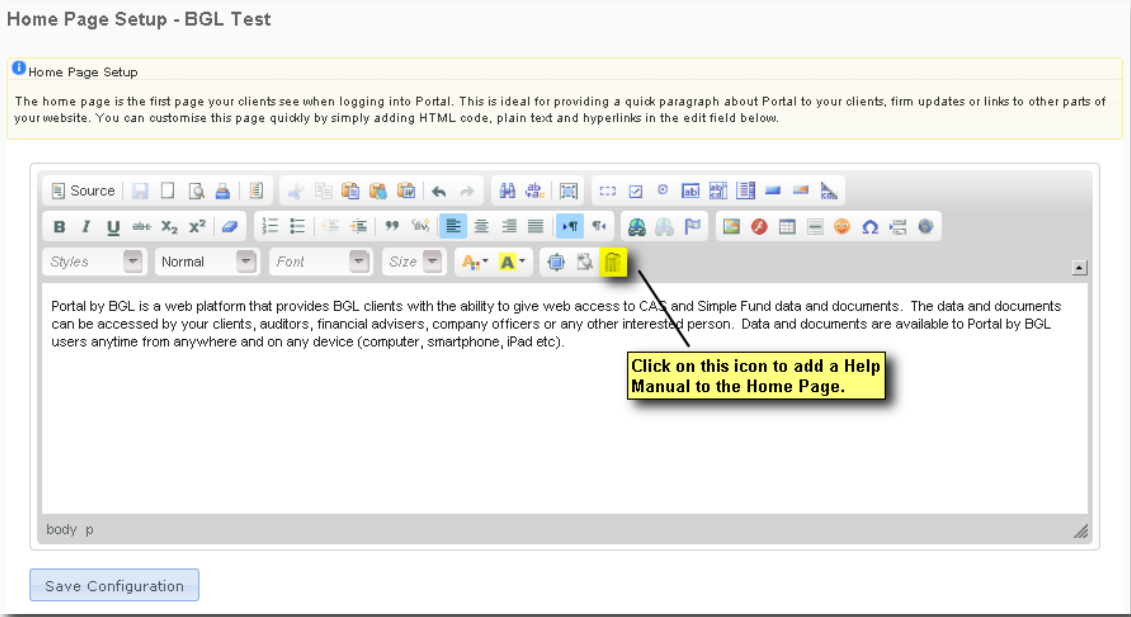 Home Page Setup - BGL Test
Home Page Setup
The home page is the first page your clients see when logging into Portal. This is ideal for providing a quick paragraph about Portal to your clients, firm updates or links to other parts of
your website. You can customise this page quickly by simply adding HTML code, plain text and hyperlinks in the edit field below.
Source
B I U abc X₂ X²
Styles Normal Font Size A A
Portal by BGL is a web platform that provides BGL clients with the ability to give web access to CAS and Simple Fund data and documents. The data and documents
can be accessed by your clients, auditors, financial advisers, company officers or any other interested person. Data and documents are available to Portal by BGL
users anytime from anywhere and on any device (computer, smartphone, iPad etc).
Click on this icon to add a Help
Manual to the Home Page.
body p
Save Configuration